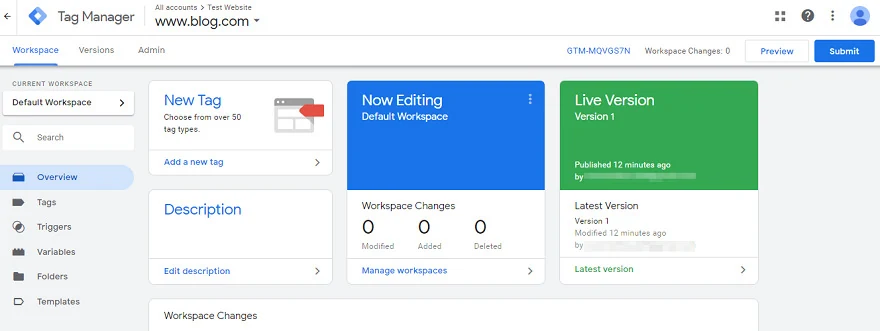 Tag Manager
All accounts > Test Website
www.blog.com
Workspace
Versions
Admin
GTM-MQVGS7N
Workspace Changes: 0
Preview
Submit
CURRENT WORKSPACE
Default Workspace
Search
Overview
Tags
Triggers
Variables
Folders
Templates
New Tag
Choose from over 50
tag types.
Add a new tag
Description
Edit description
Now Editing
Default Workspace
Workspace Changes
0 0 0
Modified Added Deleted
Manage workspaces
Live Version
Version 1
Published 12 minutes ago
by
Latest Version
Version 1
Modified 12 minutes ago
by
Latest version
Workspace Changes